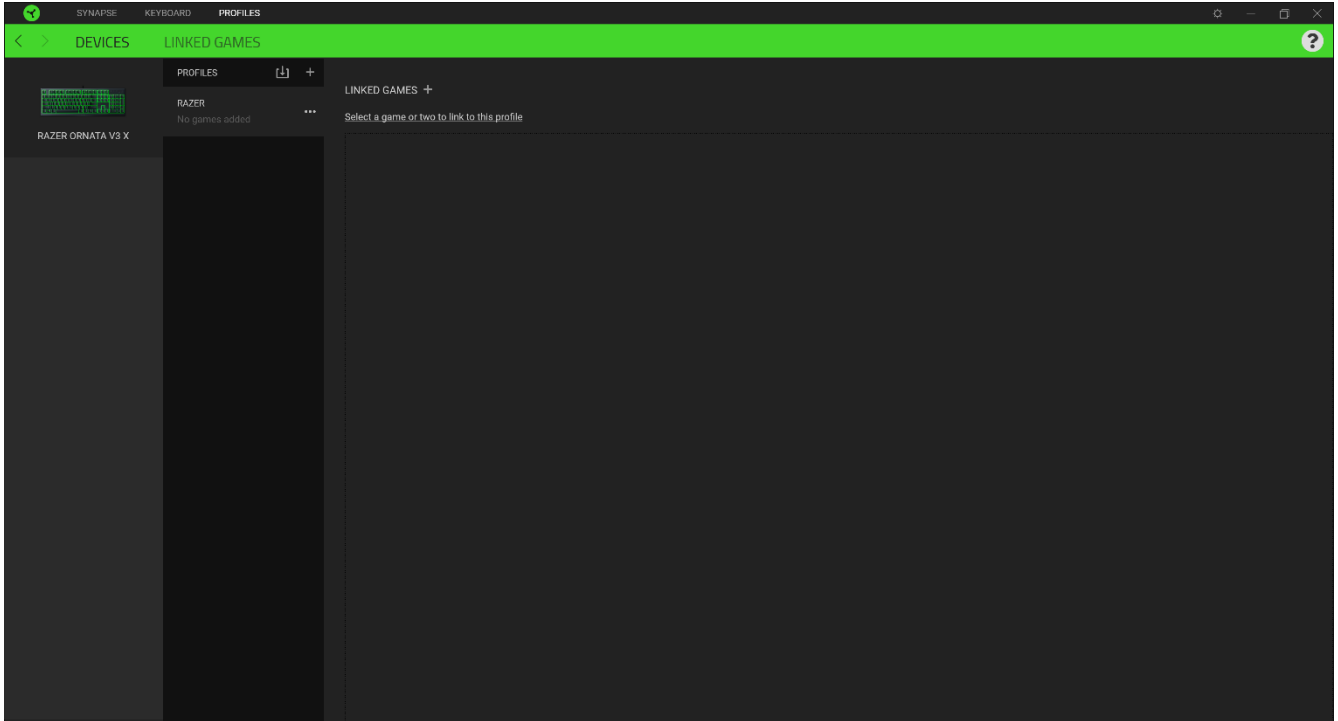 SYNAPSE KEYBOARD PROFILES
DEVICES LINKED GAMES ?
PROFILES
RAZER
No games added
RAZER ORNATA V3 X
LINKED GAMES +
Select a game or two to link to this profile